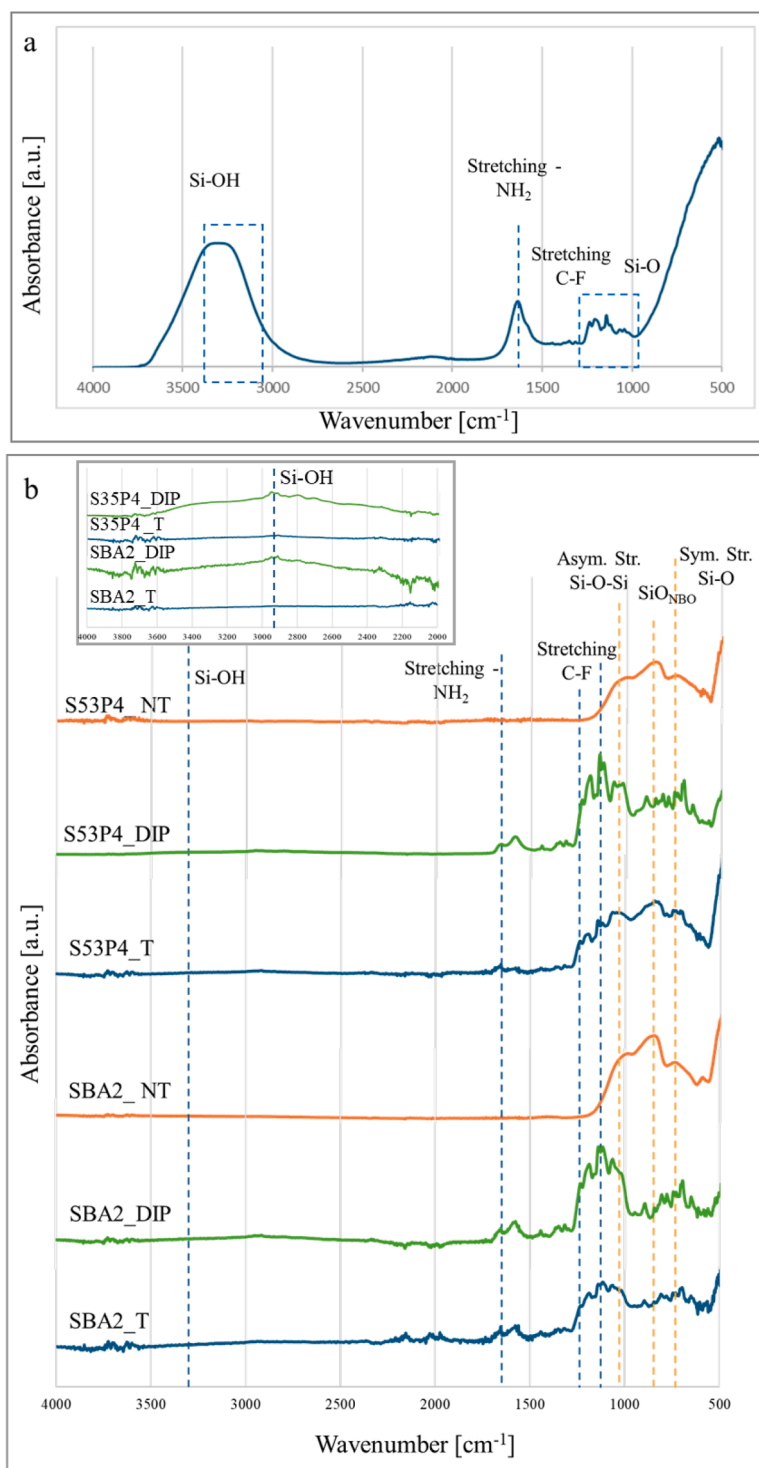 a
Absorbance [a.u.]
Si-OH
Stretching -
NH₂
Stretching
C-F
Si-O
4000 3500 3000 2500 2000 1500 1000 500
Wavenumber [cm⁻¹]
b
Absorbance [a.u.]
S35P4_DIP
S35P4_T
SBA2_DIP
SBA2_T
Si-OH
4000 3800 3600 3400 3200 3000 2800 2600 2400 2200 2000
Si-OH
Stretching -
NH₂
Stretching
C-F
Asym. Str.
Si-O-Si
SiO_NBO
Sym. Str.
Si-O
S53P4_ NT
S53P4_DIP
S53P4_T
SBA2_ NT
SBA2_DIP
SBA2_T
4000 3500 3000 2500 2000 1500 1000 500
Wavenumber [cm⁻¹]